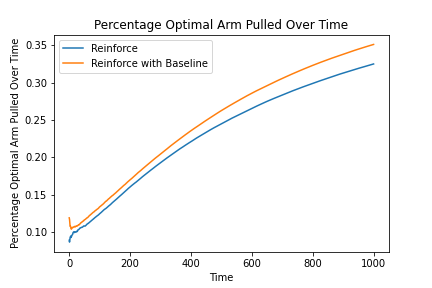 Percentage Optimal Arm Pulled Over Time
Percentage Optimal Arm Pulled Over Time
0.35
0.30
0.25
0.20
0.15
0.10
Reinforce
Reinforce with Baseline
0
200
400
600
800
1000
Time